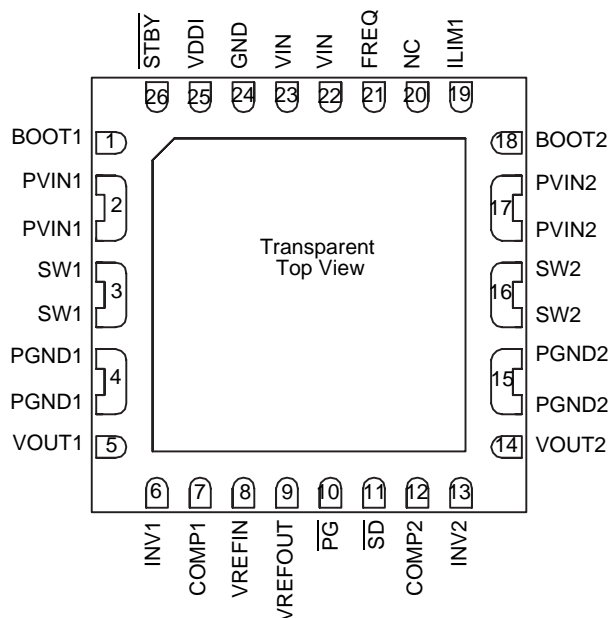 STBY
VDDI
GND
VIN
VIN
FREQ
NC
ILIM1
26
25
24
23
22
21
20
19
BOOT1
1
18
BOOT2
PVIN1
PVIN1
2
17
PVIN2
PVIN2
Transparent
Top View
SW1
SW1
3
16
SW2
SW2
PGND1
PGND1
4
15
PGND2
PGND2
VOUT1
5
14
VOUT2
6
7
8
9
10
11
12
13
INV1
COMP1
VREFIN
VREFOUT
PG
SD
COMP2
INV2